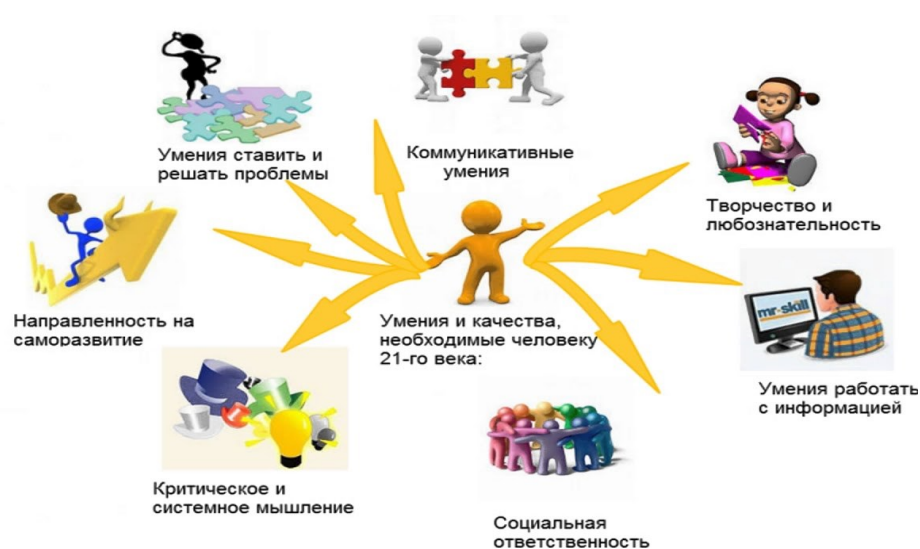 Умения ставить и
решать проблемы
Коммуникативные
умения
Творчество и
любознательность
Направленность на
саморазвитие
Умения и качества,
необходимые человеку
21-го века:
mr-skill
Умения работать
с информацией
Критическое и
системное мышление
Социальная
ответственность